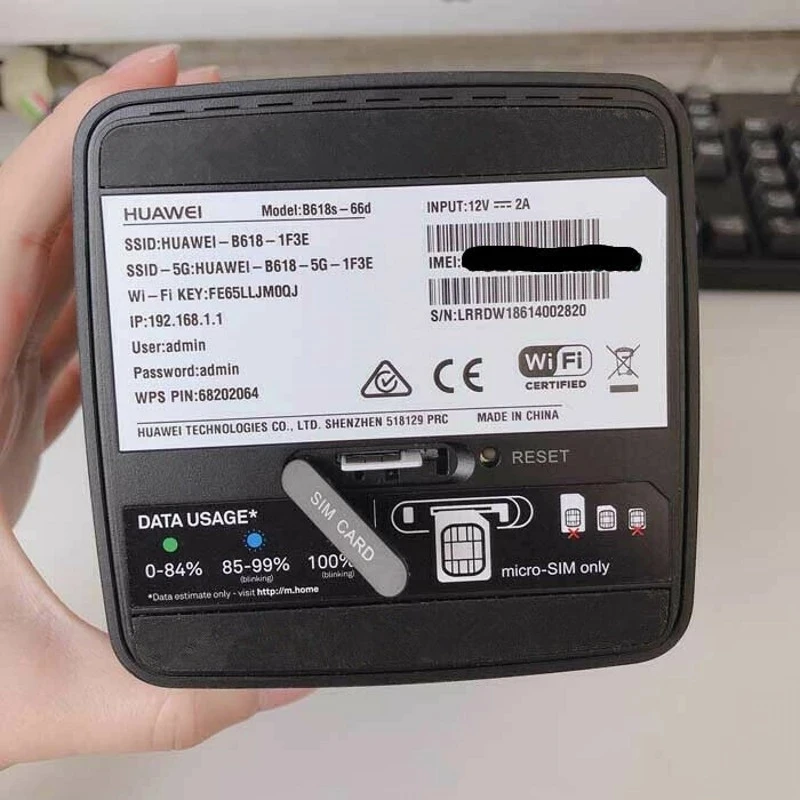 HUAWEI Model:B618s-66d
SSID:HUAWEI-B618-1F3E
SSID-5G:HUAWEI-B618-5G-1F3E
Wi-Fi KEY:FE65LLJM0QJ
IP:192.168.1.1
User:admin
Password:admin
WPS PIN:68202064
INPUT:12V ⎓ 2A
IMEI:
S/N:LRRDW18614002820
CE
Wi Fi
CERTIFIED
HUAWEI TECHNOLOGIES CO., LTD. SHENZHEN 518129 PRC MADE IN CHINA
RESET
SIM CARD
DATA USAGE*
0-84% 85-99% 100%
(blinking) (blinking)
*Data estimate only - visit http://m.home
micro-SIM only